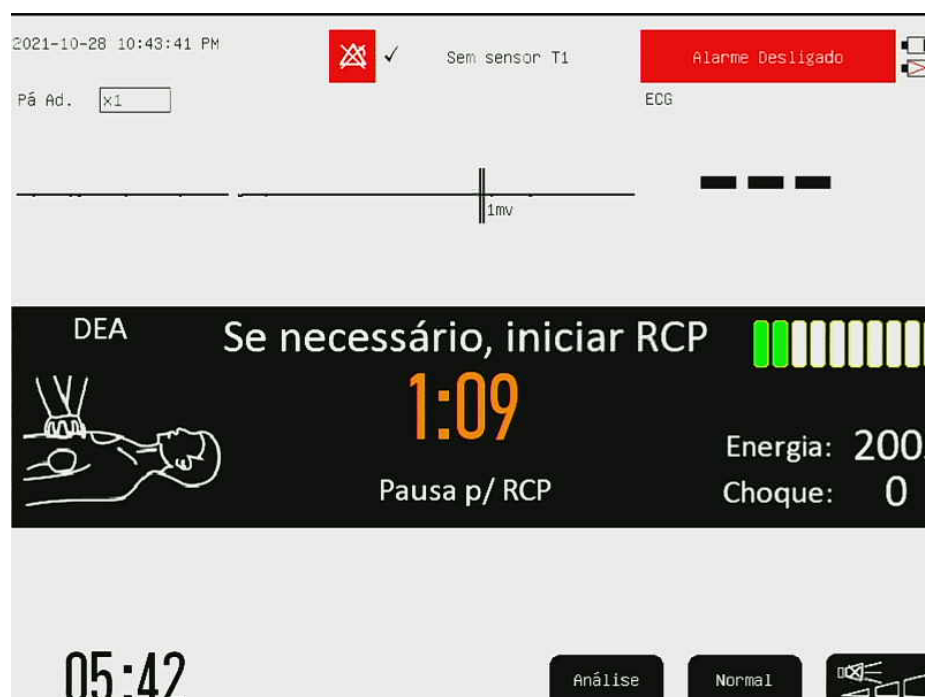 2021-10-28 10:43:41 PM
Sem sensor T1
Alarme Desligado
Pá Ad. x1
ECG
1mv
DEA
Se necessário, iniciar RCP
1:09
Pausa p/ RCP
Energia: 200
Choque: 0
05:42
Análise
Normal